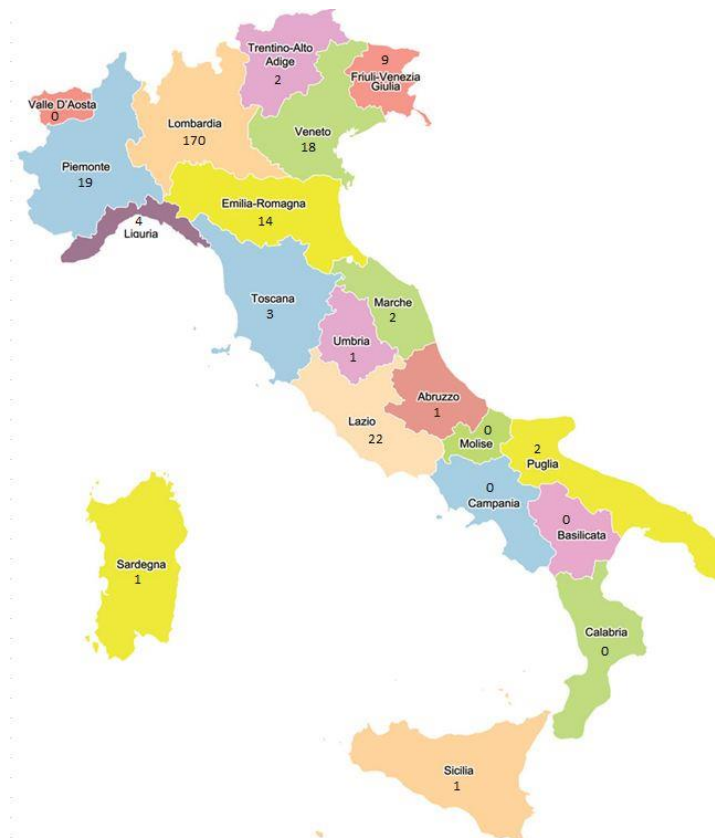 Trentino-Alto
Adige
2
9
Friuli-Venezia
Giulia
Valle D'Aosta
0
Lombardia
170
Veneto
18
Piemonte
19
Emilia-Romagna
14
4
Liguria
Toscana
3
Marche
2
Umbria
1
Abruzzo
1
Lazio
22
0
Molise
2
Puglia
0
Campania
0
Basilicata
Sardegna
1
Calabria
0
Sicilia
1